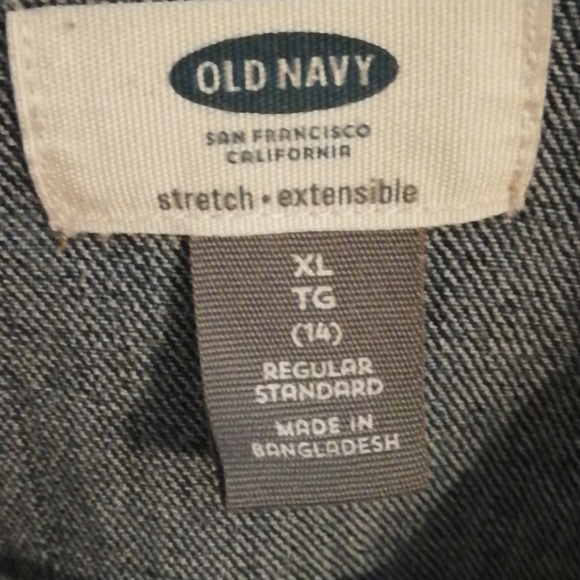 OLD NAVY
SAN FRANCISCO
CALIFORNIA
stretch • extensible
XL
TG
(14)
REGULAR
STANDARD
MADE IN
BANGLADESH